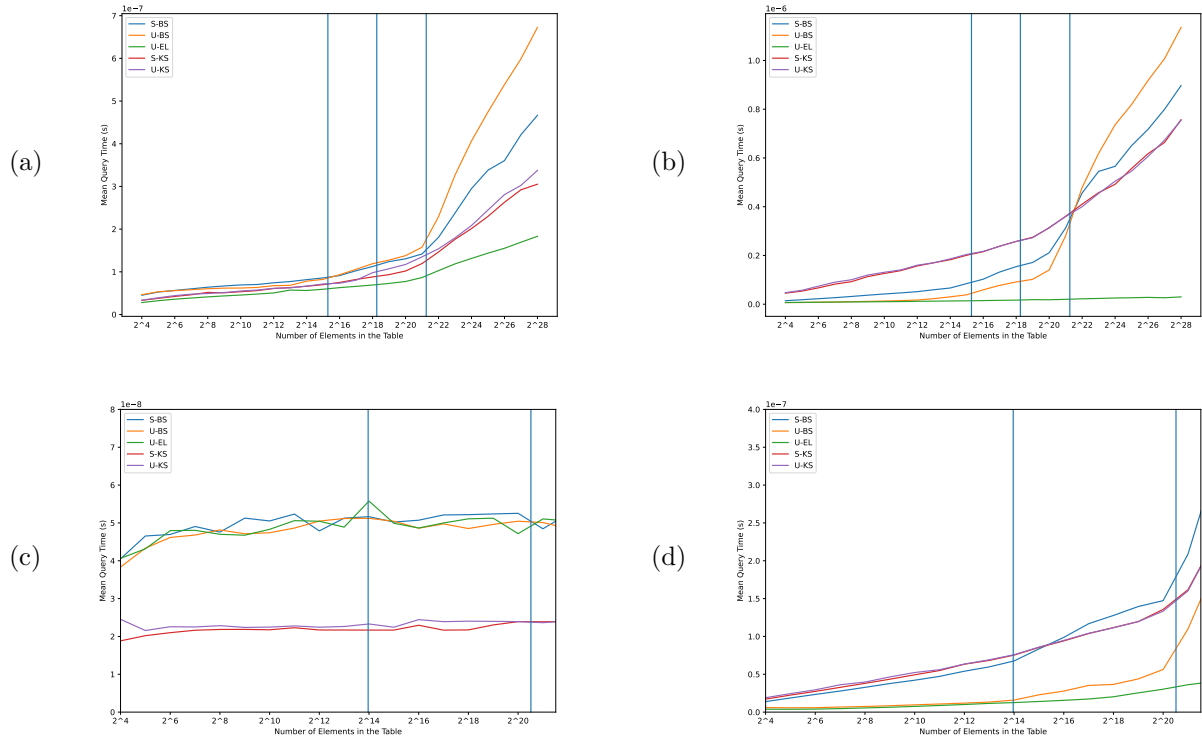 (a)
1e−7
S-BS
U-BS
U-EL
S-KS
U-KS
Mean Query Time (s)
7
6
5
4
3
2
1
0
2^4 2^6 2^8 2^10 2^12 2^14 2^16 2^18 2^20 2^22 2^24 2^26 2^28
Number of Elements in the Table
(b)
1e−6
S-BS
U-BS
U-EL
S-KS
U-KS
Mean Query Time (s)
1.0
0.8
0.6
0.4
0.2
0.0
2^4 2^6 2^8 2^10 2^12 2^14 2^16 2^18 2^20 2^22 2^24 2^26 2^28
Number of Elements in the Table
(c)
1e−8
S-BS
U-BS
U-EL
S-KS
U-KS
Mean Query Time (s)
8
7
6
5
4
3
2
1
0
2^4 2^6 2^8 2^10 2^12 2^14 2^16 2^18 2^20
Number of Elements in the Table
(d)
1e−7
S-BS
U-BS
U-EL
S-KS
U-KS
Mean Query Time (s)
4.0
3.5
3.0
2.5
2.0
1.5
1.0
0.5
0.0
2^4 2^6 2^8 2^10 2^12 2^14 2^16 2^18 2^20
Number of Elements in the Table